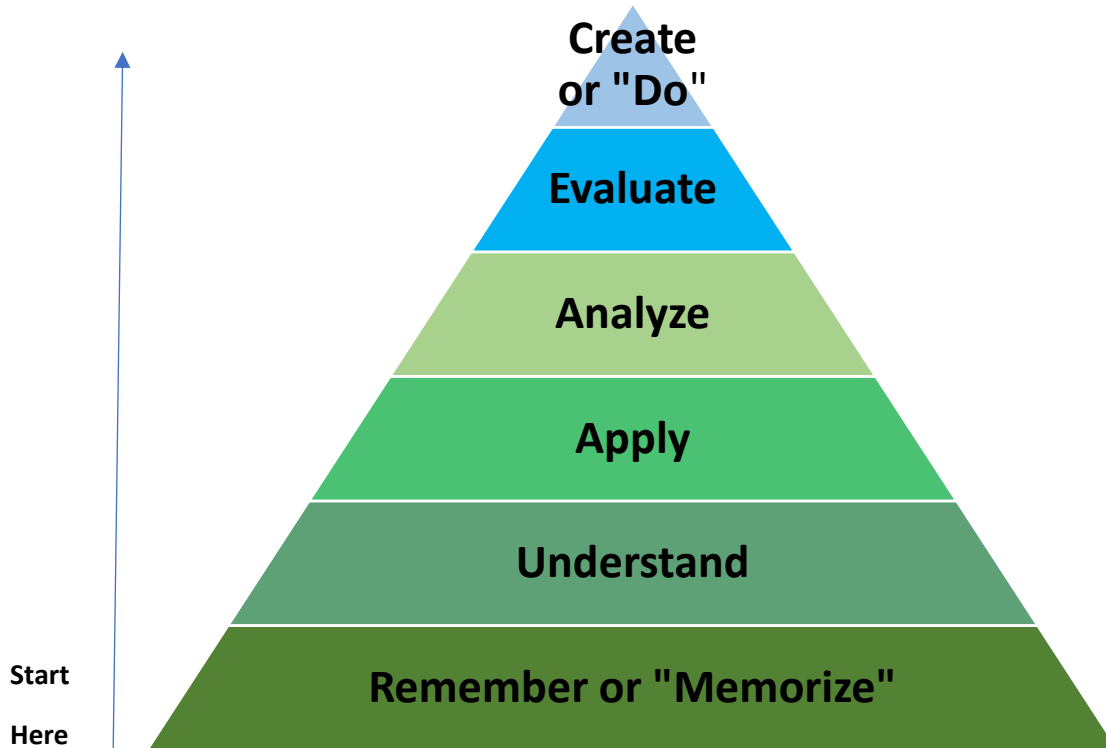 Create
or "Do"
Evaluate
Analyze
Apply
Understand
Remember or "Memorize"
Start
Here